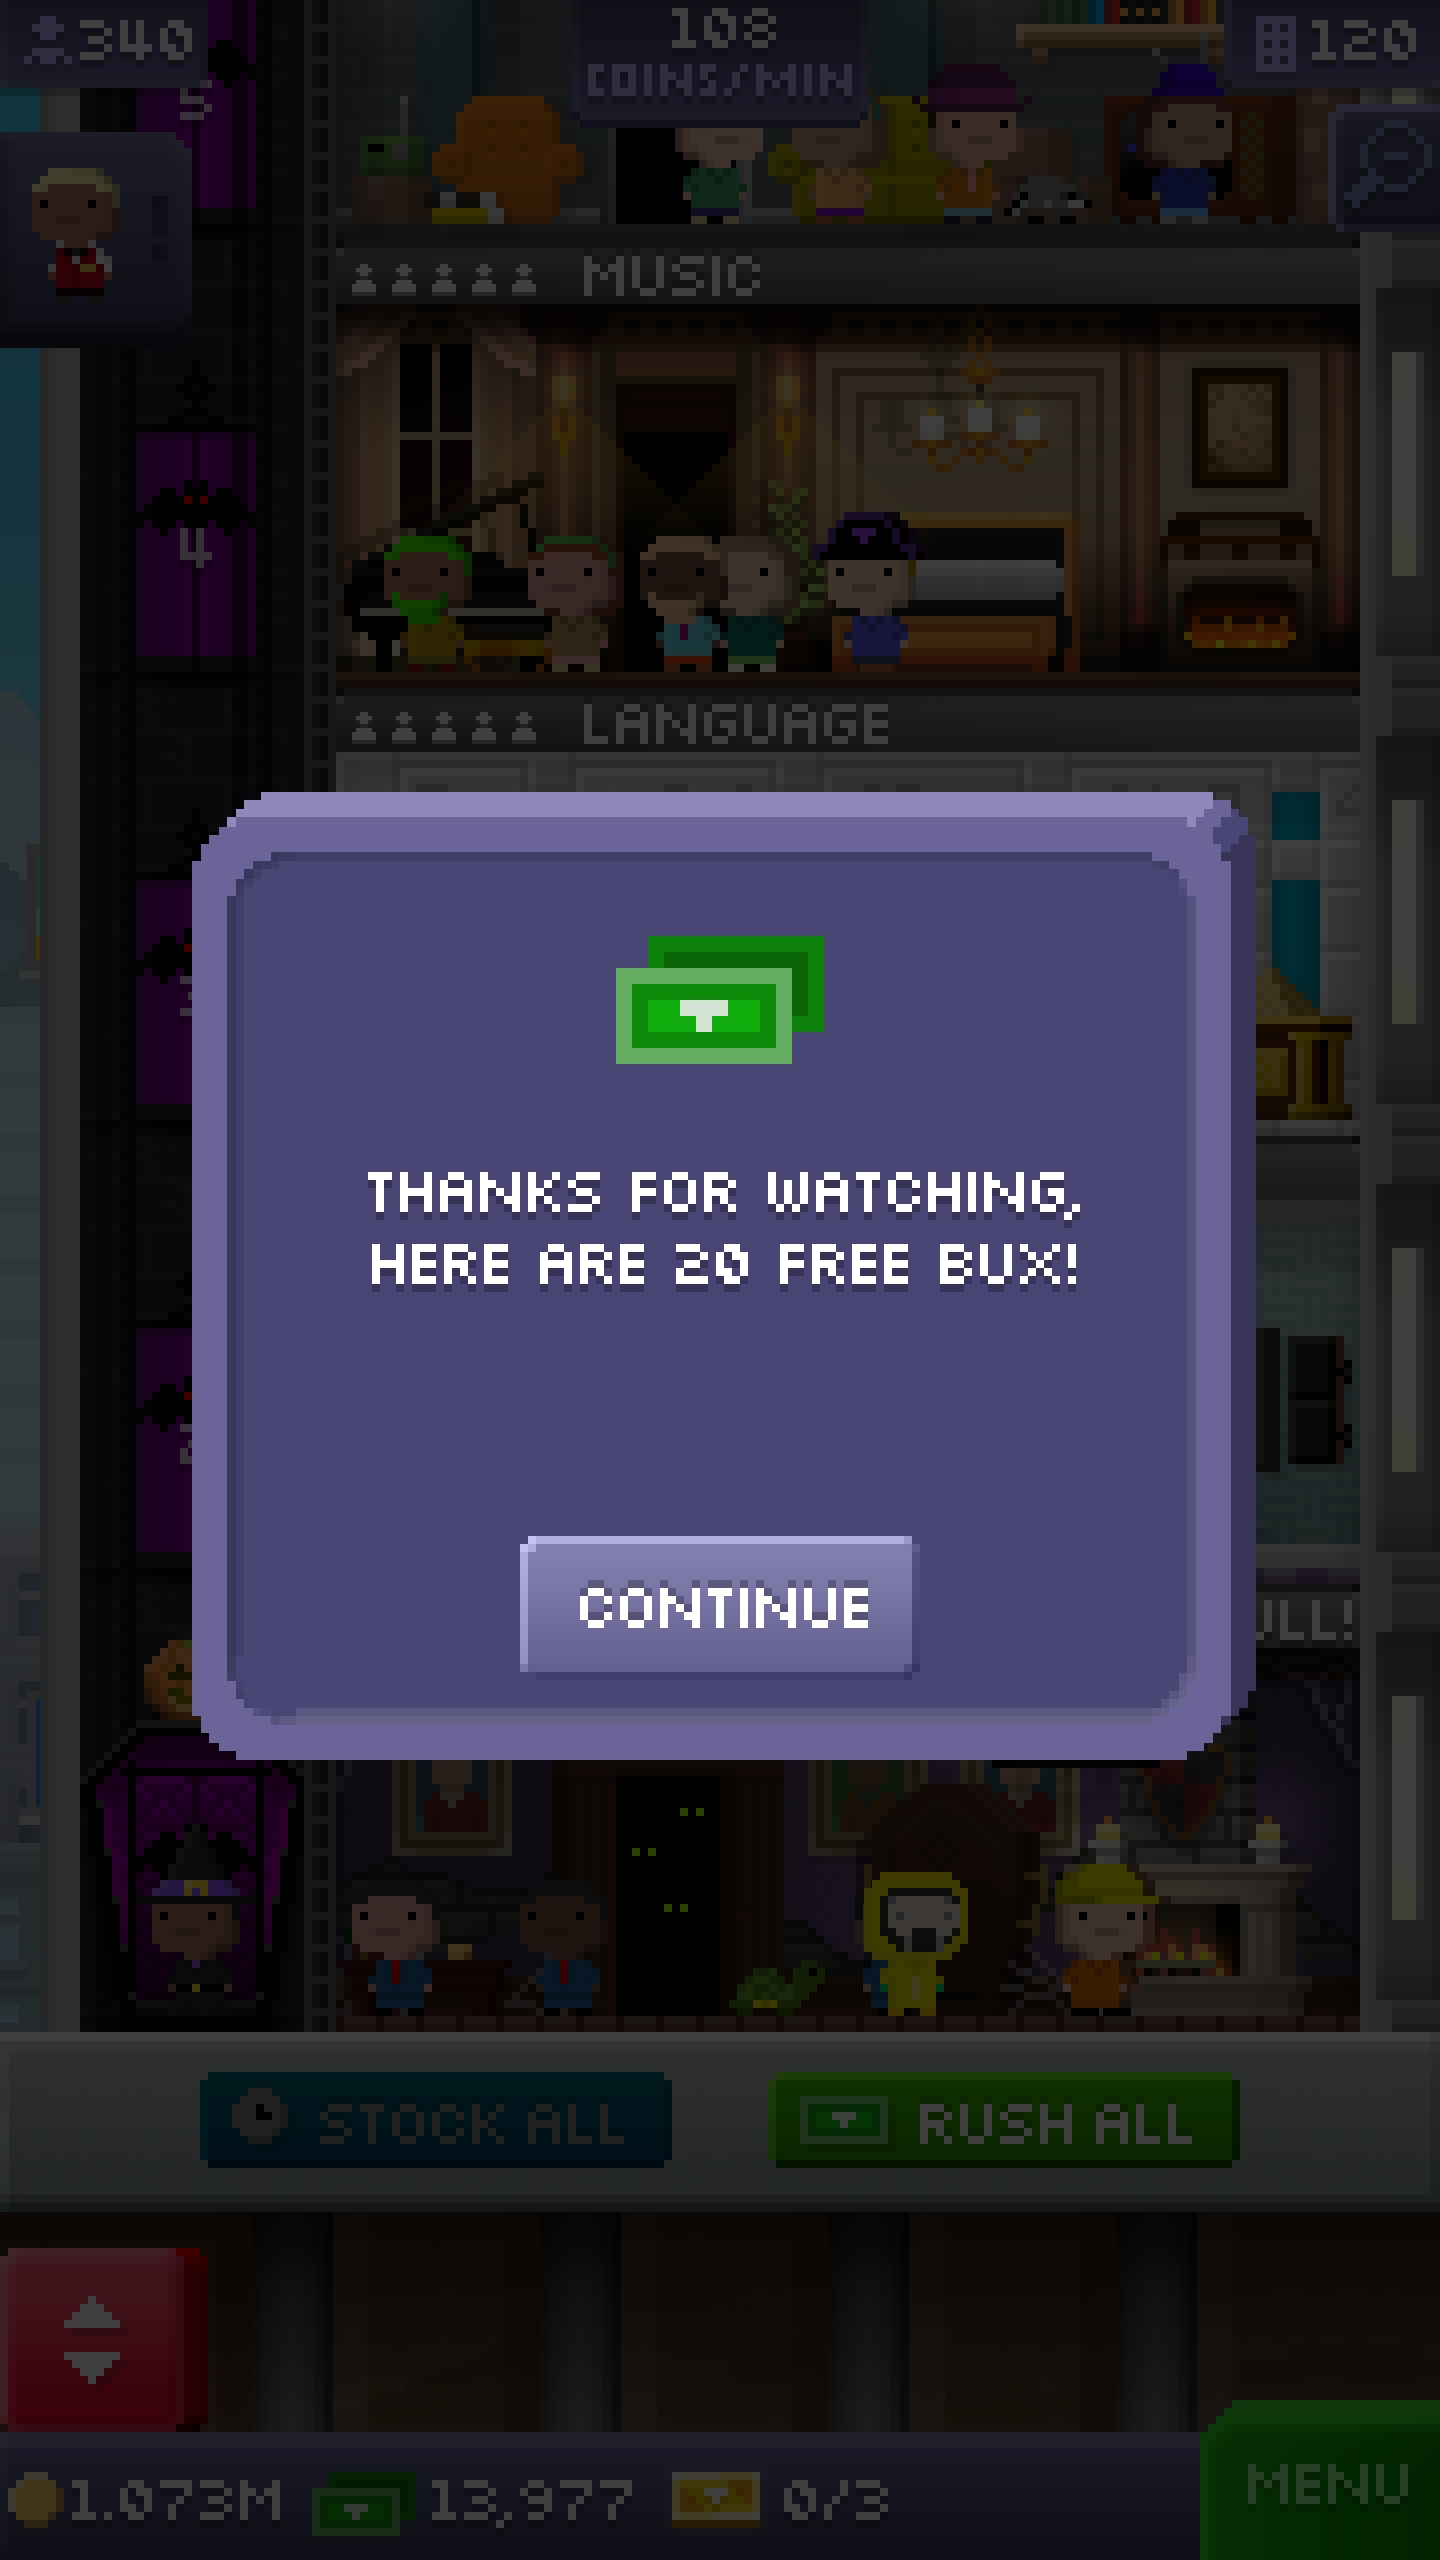 340
108
COINS/MIN
120
5
MUSIC
4
LANGUAGE
THANKS FOR WATCHING,
HERE ARE 20 FREE BUX!
CONTINUE
STOCK ALL
RUSH ALL
1.073M
13,977
0/3
MENU